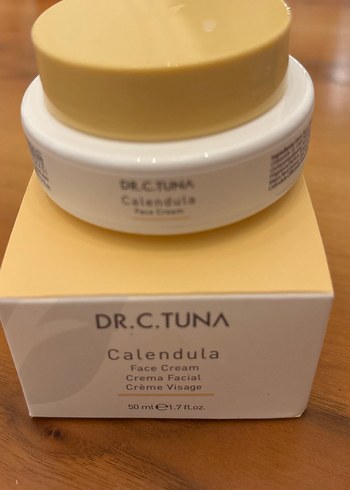 DR.C.TUNA
Calendula
Face Cream
DR.C.TUNA
Calendula
Face Cream
Crema Facial
Crème Visage
50 ml ℮1.7 fl.oz.